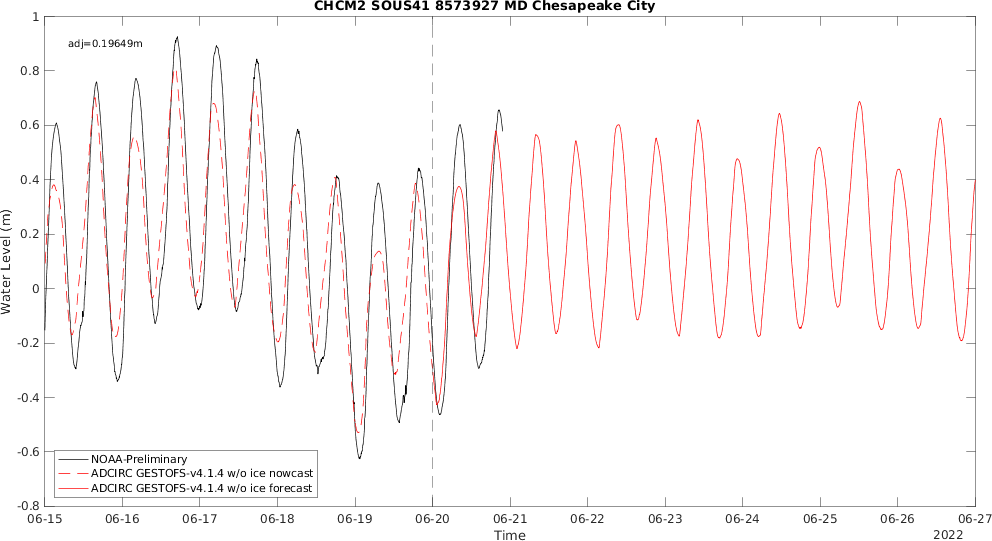 CHCM2 SOUS41 8573927 MD Chesapeake City
adj=0.19649m
1
0.8
0.6
0.4
0.2
0
-0.2
-0.4
-0.6
-0.8
Water Level (m)
NOAA-Preliminary
ADCIRC GESTOFS-v4.1.4 w/o ice nowcast
ADCIRC GESTOFS-v4.1.4 w/o ice forecast
06-15 06-16 06-17 06-18 06-19 06-20 06-21 06-22 06-23 06-24 06-25 06-26 06-27
Time
2022